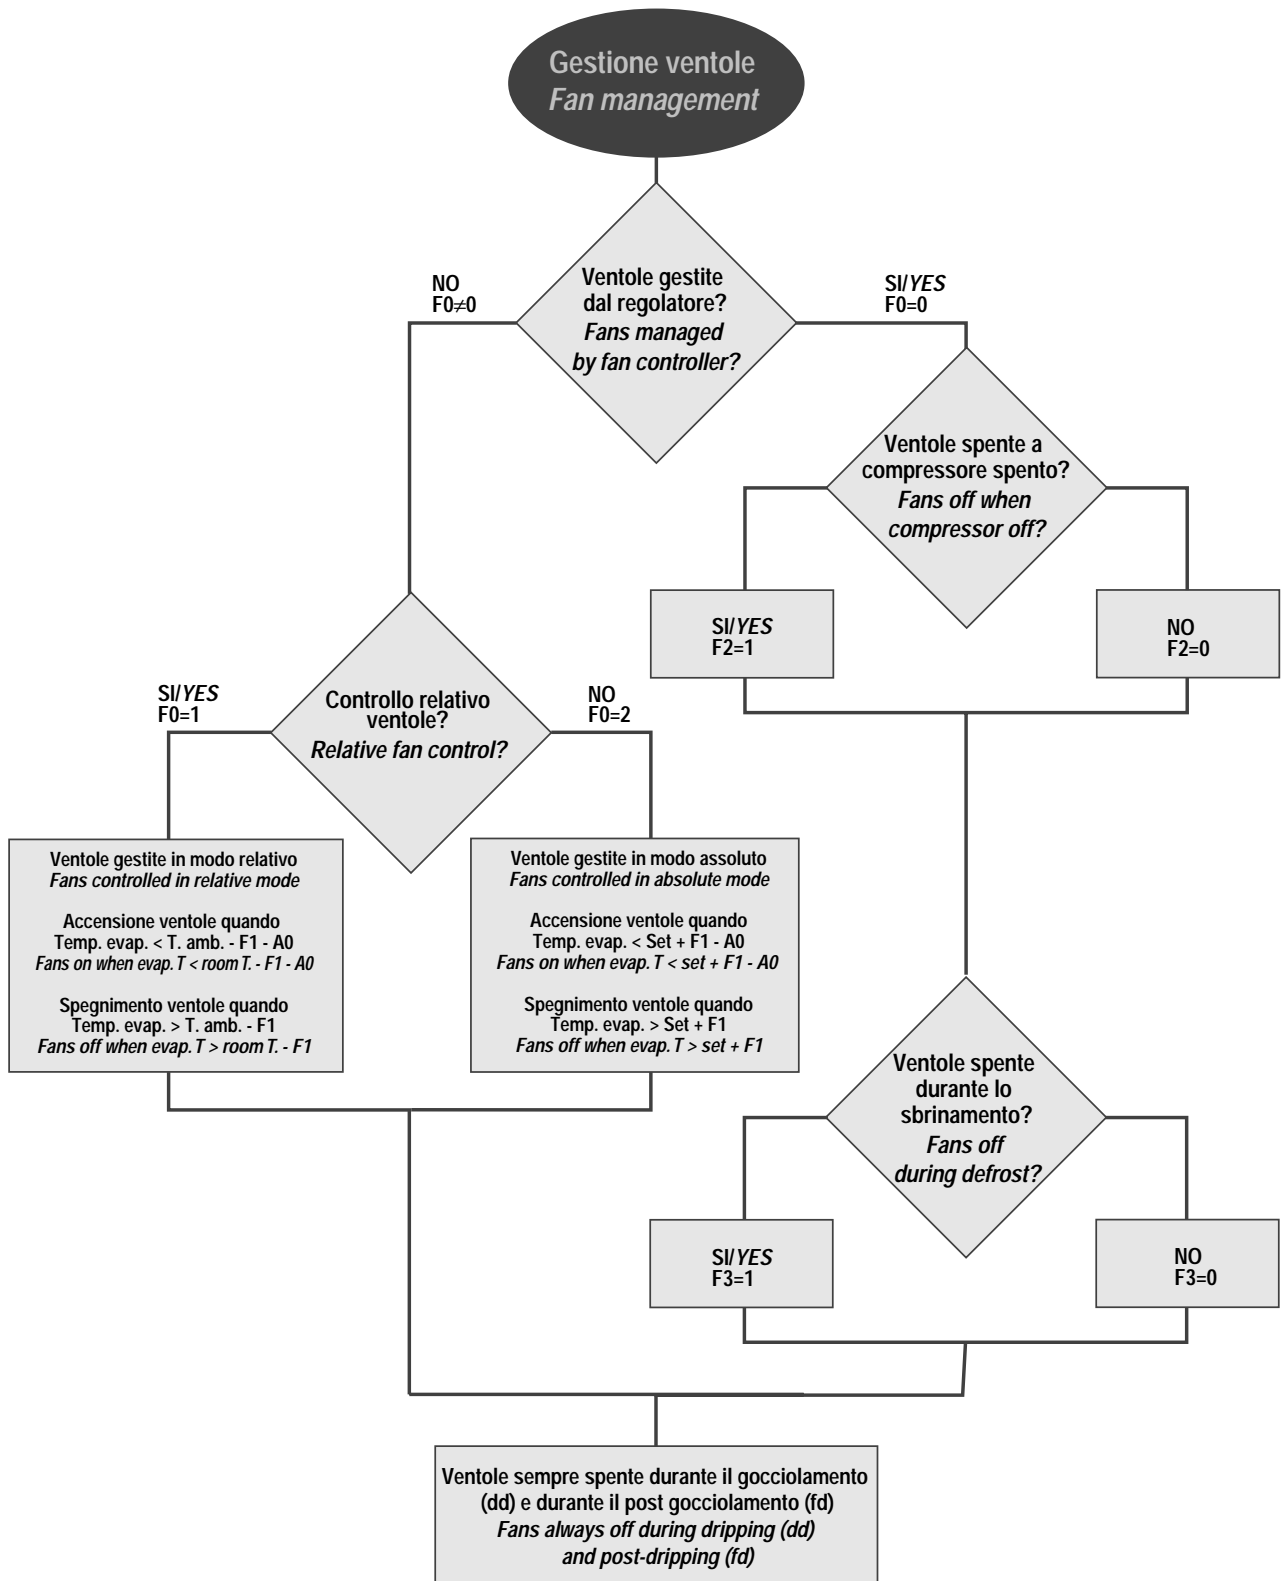 Gestione ventole
Fan management
NO
F0≠0
Ventole gestite
dal regolatore?
Fans managed
by fan controller?
SI/YES
F0=0
Ventole spente a
compressore spento?
Fans off when
compressor off?
SI/YES
F2=1
NO
F2=0
SI/YES
F0=1
Controllo relativo
ventole?
Relative fan control?
NO
F0=2
Ventole gestite in modo relativo
Fans controlled in relative mode
Accensione ventole quando
Temp. evap. < T. amb. - F1 - A0
Fans on when evap. T < room T. - F1 - A0
Spegnimento ventole quando
Temp. evap. > T. amb. - F1
Fans off when evap. T > room T. - F1
Ventole gestite in modo assoluto
Fans controlled in absolute mode
Accensione ventole quando
Temp. evap. < Set + F1 - A0
Fans on when evap. T < set + F1 - A0
Spegnimento ventole quando
Temp. evap. > Set + F1
Fans off when evap. T > set + F1
Ventole spente
durante lo
sbrinamento?
Fans off
during defrost?
SI/YES
F3=1
NO
F3=0
Ventole sempre spente durante il gocciolamento
(dd) e durante il post gocciolamento (fd)
Fans always off during dripping (dd)
and post-dripping (fd)